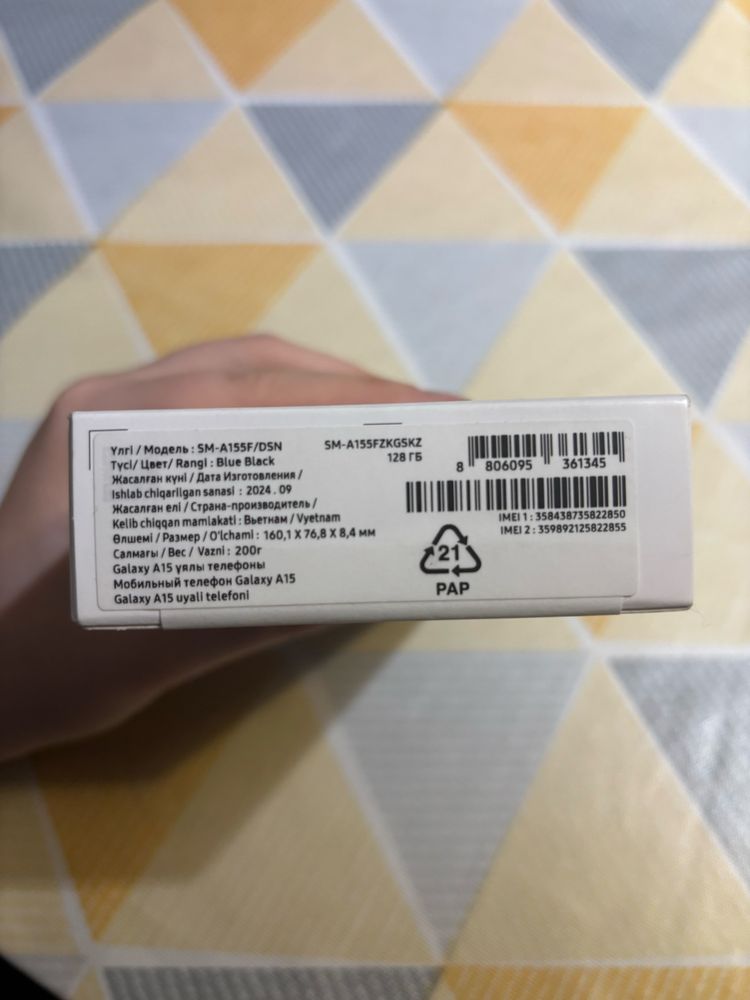 Үлгі / Модель : SM-A155F/DSN
Түсі/ Цвет/ Rangi : Blue Black
Жасалған күні / Дата Изготовления /
Ishlab chiqarilgan sanasi : 2024 . 09
Жасалған елі / Страна-производитель /
Kelib chiqqan mamlakati : Вьетнам / Vyetnam
Өлшемі / Размер / O'lchami : 160,1 X 76,8 X 8,4 мм
Салмағы / Вес / Vazni : 200г
Galaxy A15 ұялы телефоны
Мобильный телефон Galaxy A15
Galaxy A15 uyali telefoni
SM-A155FZKGSKZ
128 ГБ
8 806095 361345
IMEI 1 : 358438735822850
IMEI 2 : 359892125822855
21
PAP